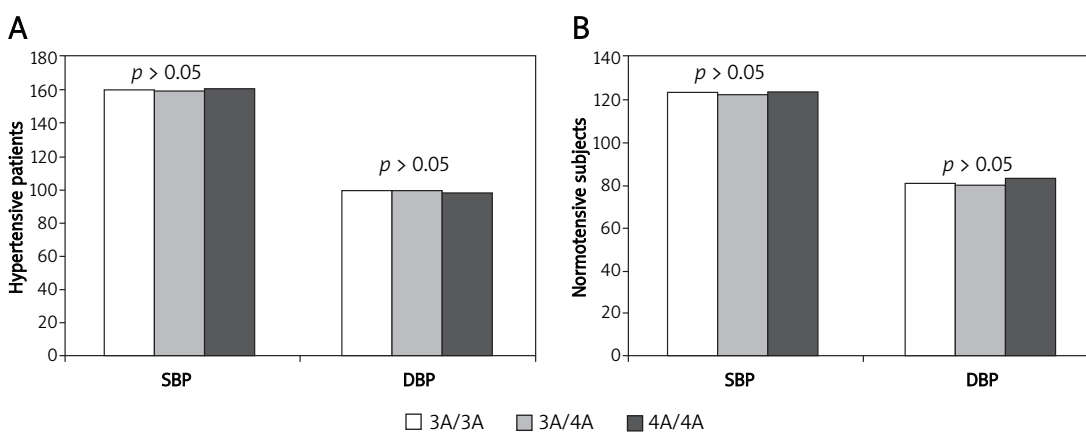 A
Hypertensive patients
180
160
140
120
100
80
60
40
20
0
p > 0.05
p > 0.05
SBP
DBP
B
Normotensive subjects
140
120
100
80
60
40
20
0
p > 0.05
p > 0.05
SBP
DBP
3A/3A 3A/4A 4A/4A